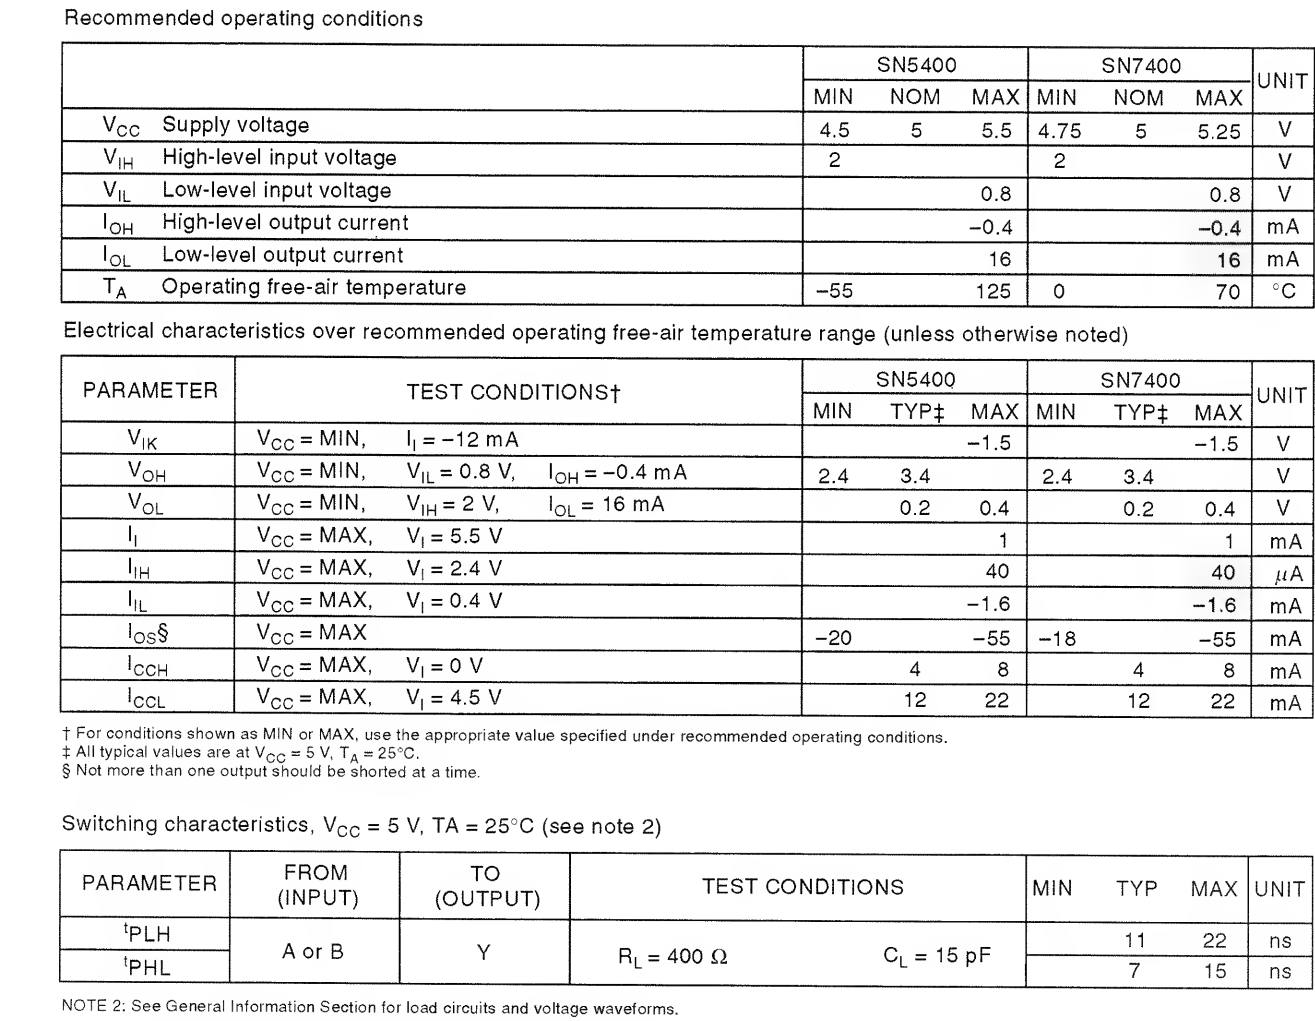 Recommended operating conditions
SN5400 SN7400 UNIT
MIN NOM MAX MIN NOM MAX
VCC Supply voltage 4.5 5 5.5 4.75 5 5.25 V
VIH High-level input voltage 2 2 V
VIL Low-level input voltage 0.8 0.8 V
IOH High-level output current −0.4 −0.4 mA
IOL Low-level output current 16 16 mA
TA Operating free-air temperature −55 125 0 70 °C
Electrical characteristics over recommended operating free-air temperature range (unless otherwise noted)
PARAMETER TEST CONDITIONS† SN5400 SN7400 UNIT
MIN TYP‡ MAX MIN TYP‡ MAX
VIK VCC = MIN, II = −12 mA −1.5 −1.5 V
VOH VCC = MIN, VIL = 0.8 V, IOH = −0.4 mA 2.4 3.4 2.4 3.4 V
VOL VCC = MIN, VIH = 2 V, IOL = 16 mA 0.2 0.4 0.2 0.4 V
II VCC = MAX, VI = 5.5 V 1 1 mA
IIH VCC = MAX, VI = 2.4 V 40 40 µA
IIL VCC = MAX, VI = 0.4 V −1.6 −1.6 mA
IOS§ VCC = MAX −20 −55 −18 −55 mA
ICCH VCC = MAX, VI = 0 V 4 8 4 8 mA
ICCL VCC = MAX, VI = 4.5 V 12 22 12 22 mA
† For conditions shown as MIN or MAX, use the appropriate value specified under recommended operating conditions.
‡ All typical values are at VCC = 5 V, TA = 25°C.
§ Not more than one output should be shorted at a time.
Switching characteristics, VCC = 5 V, TA = 25°C (see note 2)
PARAMETER FROM (INPUT) TO (OUTPUT) TEST CONDITIONS MIN TYP MAX UNIT
tPLH A or B Y RL = 400 Ω CL = 15 pF 11 22 ns
tPHL 7 15 ns
NOTE 2: See General Information Section for load circuits and voltage waveforms.